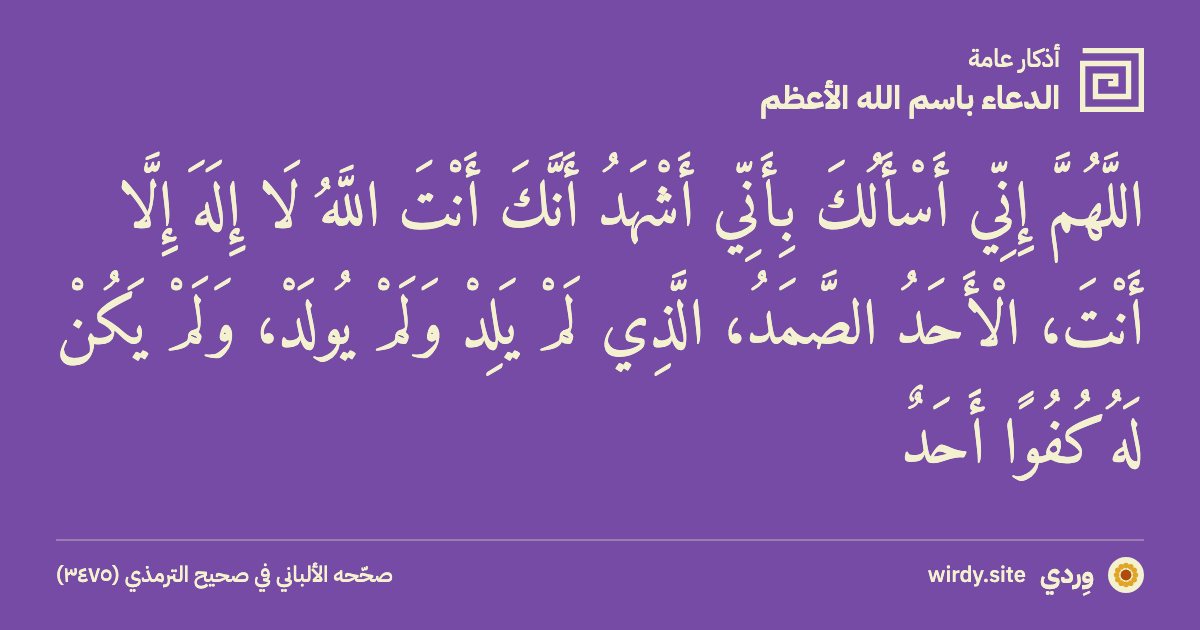 أذكار عامة
الدعاء باسم الله الأعظم
اللَّهُمَّ إِنِّي أَسْأَلُكَ بِأَنِّي أَشْهَدُ أَنَّكَ أَنْتَ اللَّهُ لَا إِلَهَ إِلَّا
أَنْتَ، الْأَحَدُ الصَّمَدُ، الَّذِي لَمْ يَلِدْ وَلَمْ يُولَدْ، وَلَمْ يَكُنْ
لَهُ كُفُوًا أَحَدٌ
وِردي wirdy.site
صحّحه الألباني في صحيح الترمذي (٣٤٧٥)